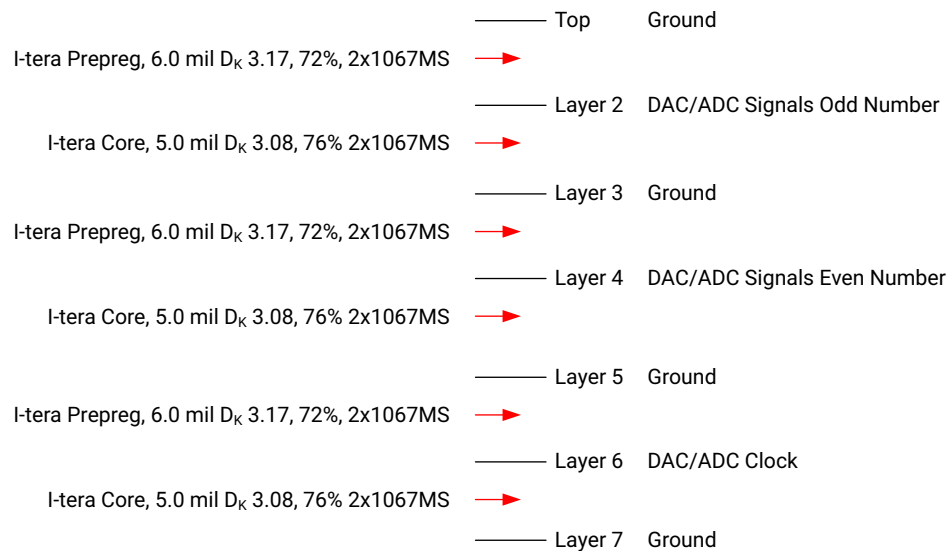 Top Ground
I-tera Prepreg, 6.0 mil DK 3.17, 72%, 2x1067MS
Layer 2 DAC/ADC Signals Odd Number
I-tera Core, 5.0 mil DK 3.08, 76% 2x1067MS
Layer 3 Ground
I-tera Prepreg, 6.0 mil DK 3.17, 72%, 2x1067MS
Layer 4 DAC/ADC Signals Even Number
I-tera Core, 5.0 mil DK 3.08, 76% 2x1067MS
Layer 5 Ground
I-tera Prepreg, 6.0 mil DK 3.17, 72%, 2x1067MS
Layer 6 DAC/ADC Clock
I-tera Core, 5.0 mil DK 3.08, 76% 2x1067MS
Layer 7 Ground